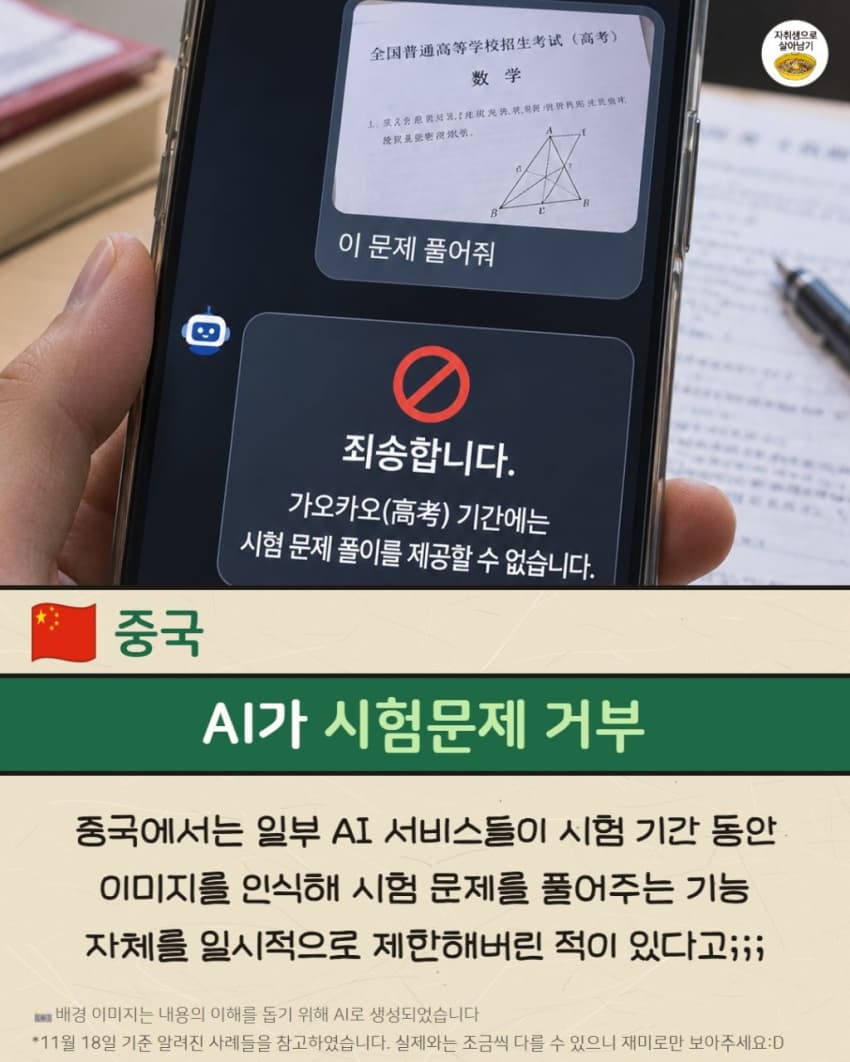 자취생으로
살아남기
全国普通高等学校招生考试（高考）
数 学
1.
A
B
B
이 문제 풀어줘
죄송합니다.
가오카오(高考) 기간에는
시험 문제 풀이를 제공할 수 없습니다.
중국
AI가 시험문제 거부
중국에서는 일부 AI 서비스들이 시험 기간 동안
이미지를 인식해 시험 문제를 풀어주는 기능
자체를 일시적으로 제한해버린 적이 있다고;;;
배경 이미지는 내용의 이해를 돕기 위해 AI로 생성되었습니다
*11월 18일 기준 알려진 사례들을 참고하였습니다. 실제와는 조금씩 다를 수 있으니 재미로만 보아주세요:D